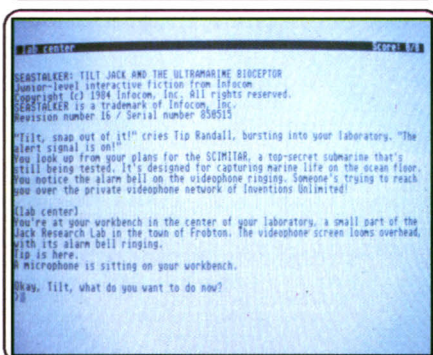 lab center Score: 0/0
SEASTALKER: TILT JACK AND THE ULTRAMARINE BIOCEPTOR
Junior-level interactive fiction from Infocom
Copyright (c) 1984 Infocom, Inc. All rights reserved.
SEASTALKER is a trademark of Infocom, Inc.
Revision number 16 / Serial number 850515
"Tilt, snap out of it!" cries Tip Randall, bursting into your laboratory. "The
alert signal is on!"
You look up from your plans for the SCIMITAR, a top-secret submarine that's
still being tested. It's designed for capturing marine life on the ocean floor.
You notice the alarm bell on the videophone ringing. Someone's trying to reach
you over the private videophone network of Inventions Unlimited!
(lab center)
You're at your workbench in the center of your laboratory, a small part of the
Jack Research Lab in the town of Frobton. The videophone screen looms overhead,
with its alarm bell ringing.
Tip is here.
A microphone is sitting on your workbench.
Okay, Tilt, what do you want to do now?
>